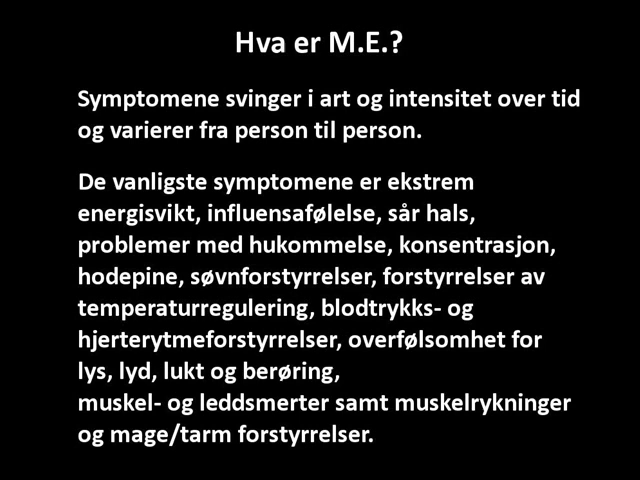 Hva er M.E.?
Symptomene svinger i art og intensitet over tid
og varierer fra person til person.
De vanligste symptomene er ekstrem
energisvikt, influensafølelse, sår hals,
problemer med hukommelse, konsentrasjon,
hodepine, søvnforstyrrelser, forstyrrelser av
temperaturregulering, blodtrykks- og
hjerterytmeforstyrrelser, overfølsomhet for
lys, lyd, lukt og berøring,
muskel- og leddsmerter samt muskelrykninger
og mage/tarm forstyrrelser.